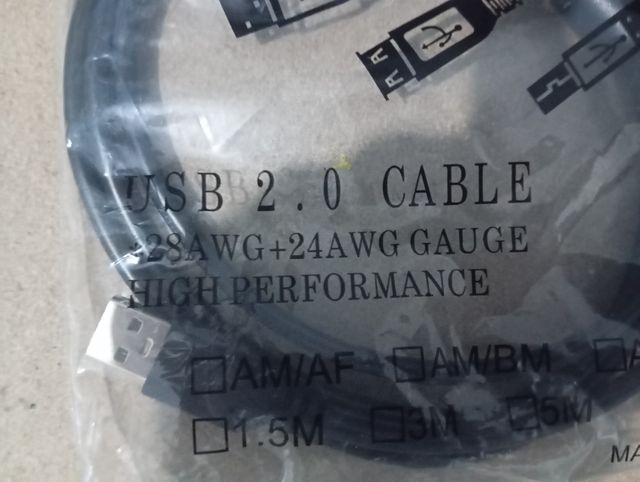 USB 2.0 CABLE
*28AWG+24AWG GAUGE
HIGH PERFORMANCE
AM/AF AM/BM
1.5M 3M 5M